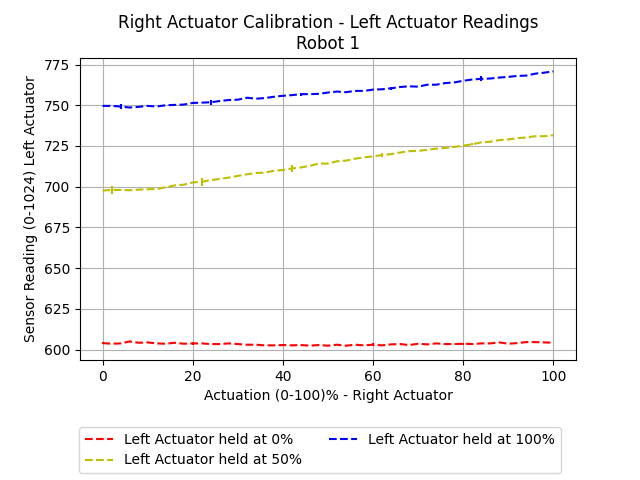 Right Actuator Calibration - Left Actuator Readings
Robot 1
775
750
725
700
675
650
625
600
Sensor Reading (0-1024) Left Actuator
0 20 40 60 80 100
Actuation (0-100)% - Right Actuator
Left Actuator held at 0%
Left Actuator held at 50%
Left Actuator held at 100%